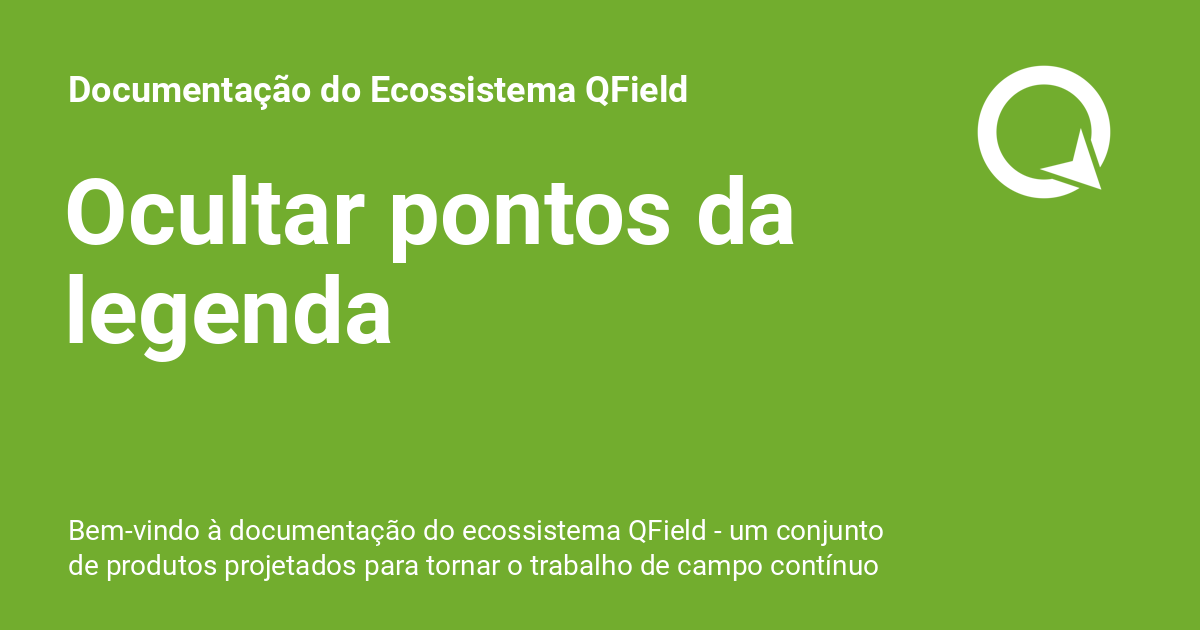 Documentação do Ecossistema QField
Ocultar pontos da
legenda
Bem-vindo à documentação do ecossistema QField - um conjunto
de produtos projetados para tornar o trabalho de campo contínuo